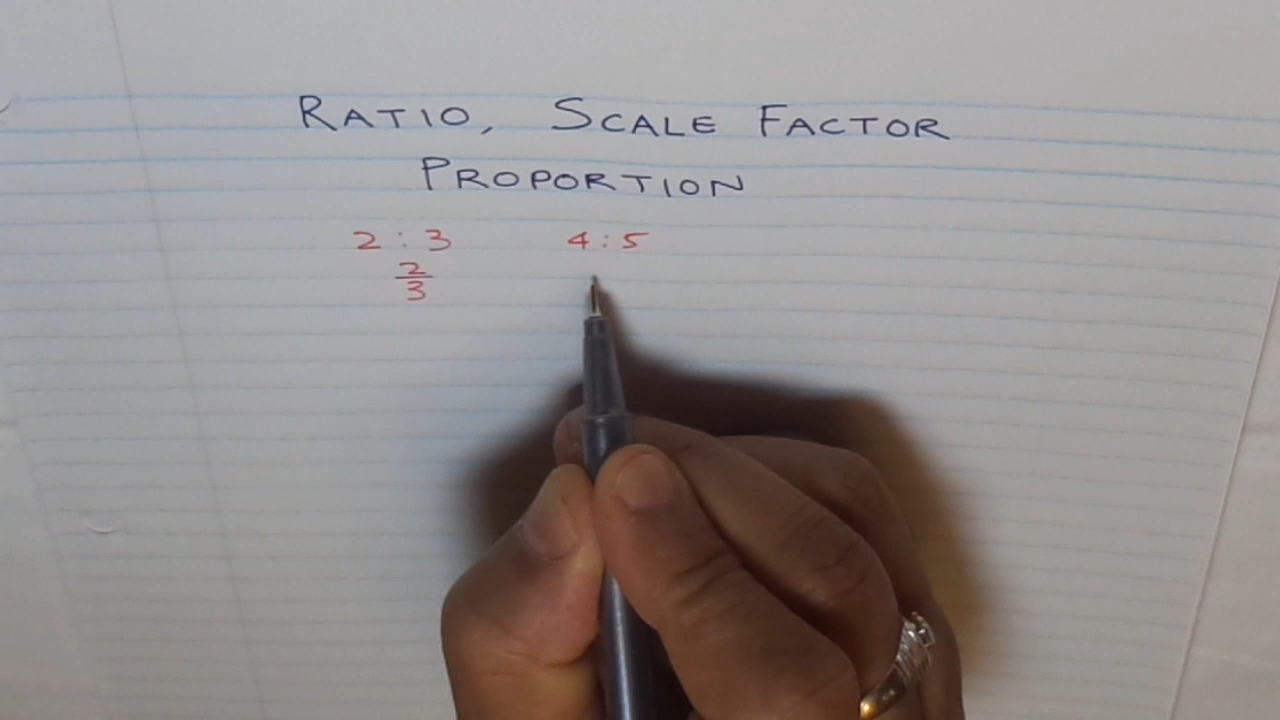 RATIO, SCALE FACTOR
PROPORTION
2 : 3 4 : 5
2/3